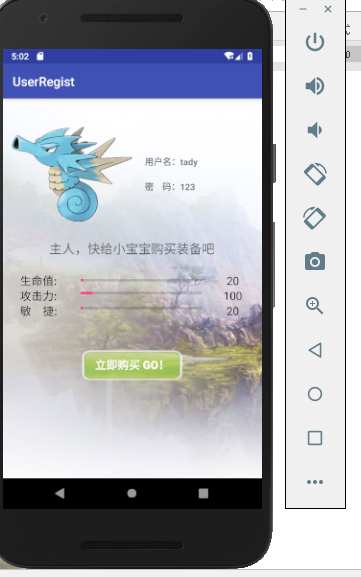 5:02
UserRegist
用户名：tady
密 码：123
主人，快给小宝宝购买装备吧
生命值: 20
攻击力: 100
敏 捷: 20
立即购买 GO!